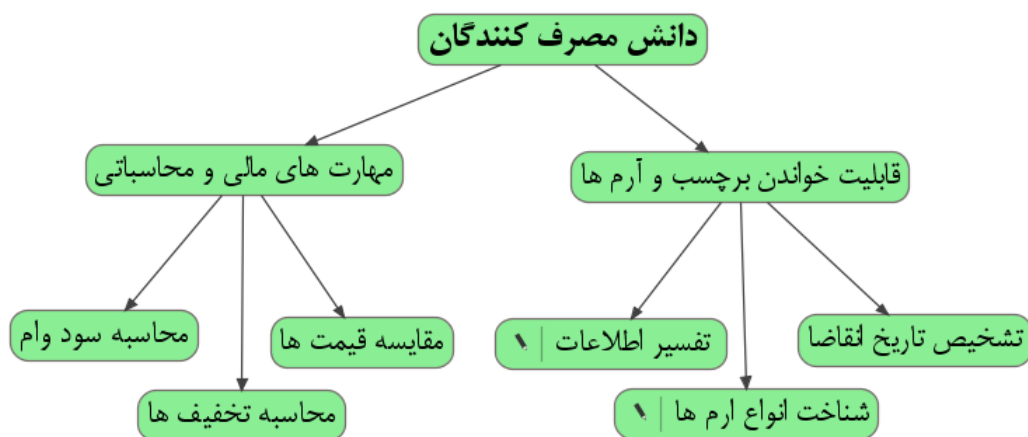 دانش مصرف کنندگان
قابلیت خواندن برچسب و آرم ها
مهارت های مالی و محاسباتی
تشخیص تاریخ انقاضا
تفسیر اطلاعات
شناخت انواع ارم ها
مقایسه قیمت ها
محاسبه سود وام
محاسبه تخفیف ها